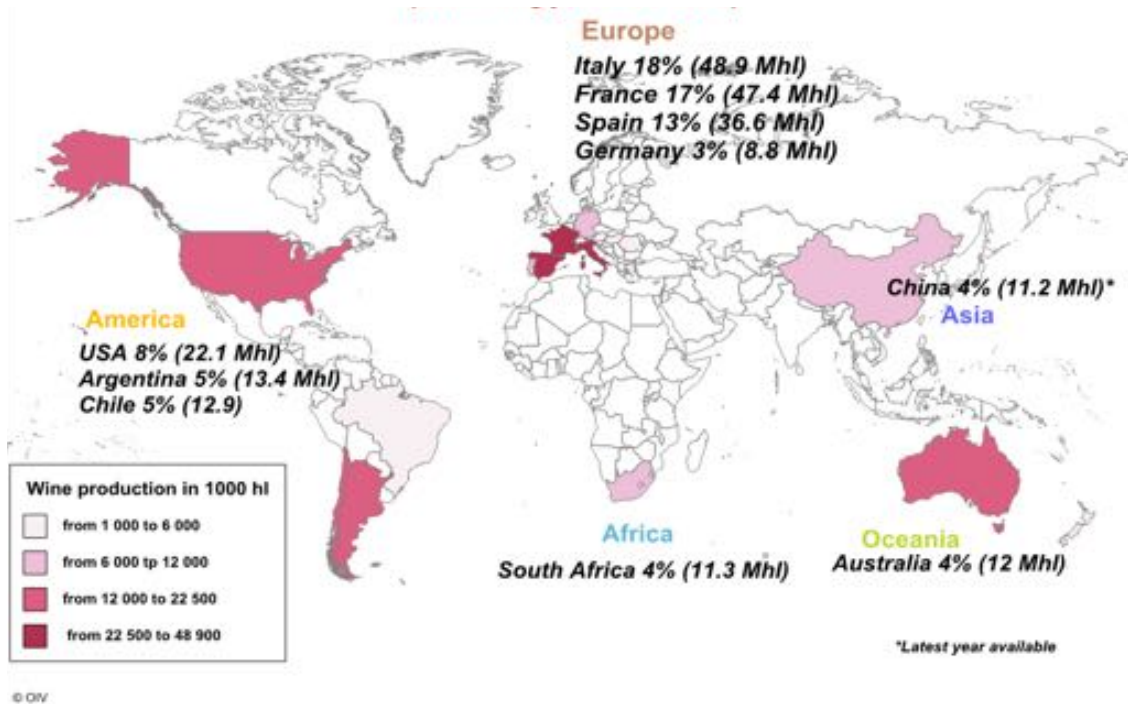 Europe
Italy 18% (48.9 Mhl)
France 17% (47.4 Mhl)
Spain 13% (36.6 Mhl)
Germany 3% (8.8 Mhl)
China 4% (11.2 Mhl)*
Asia
America
USA 8% (22.1 Mhl)
Argentina 5% (13.4 Mhl)
Chile 5% (12.9)
Wine production in 1000 hl
from 1 000 to 6 000
from 6 000 tp 12 000
from 12 000 to 22 500
from 22 500 to 48 900
Africa
South Africa 4% (11.3 Mhl)
Oceania
Australia 4% (12 Mhl)
*Latest year available
© OIV